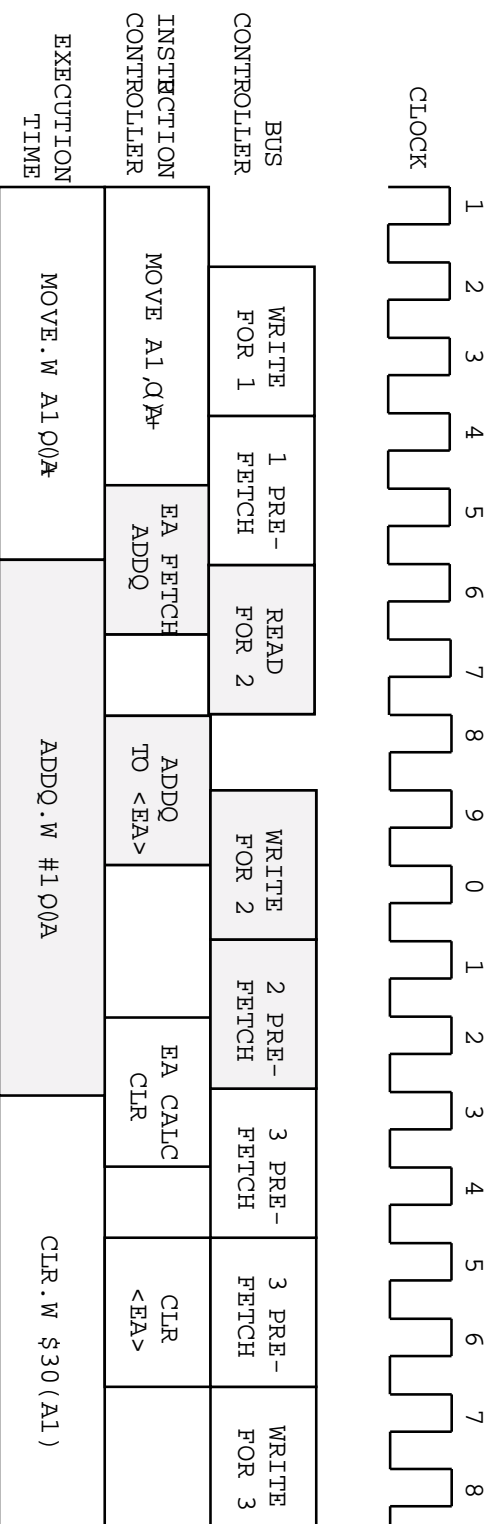 1 2 3 4 5 6 7 8 9 0 1 2 3 4 5 6 7 8
CLOCK
BUS
CONTROLLER
WRITE
FOR 1
1 PRE-
FETCH
READ
FOR 2
WRITE
FOR 2
2 PRE-
FETCH
3 PRE-
FETCH
3 PRE-
FETCH
WRITE
FOR 3
INSTRUCTION
CONTROLLER
MOVE A1,(A0)+
EA FETCH
ADDQ
ADDQ
TO <EA>
EA CALC
CLR
CLR
<EA>
EXECUTION
TIME
MOVE.W A1,(A0)+
ADDQ.W #1,(A0)
CLR.W $30(A1)